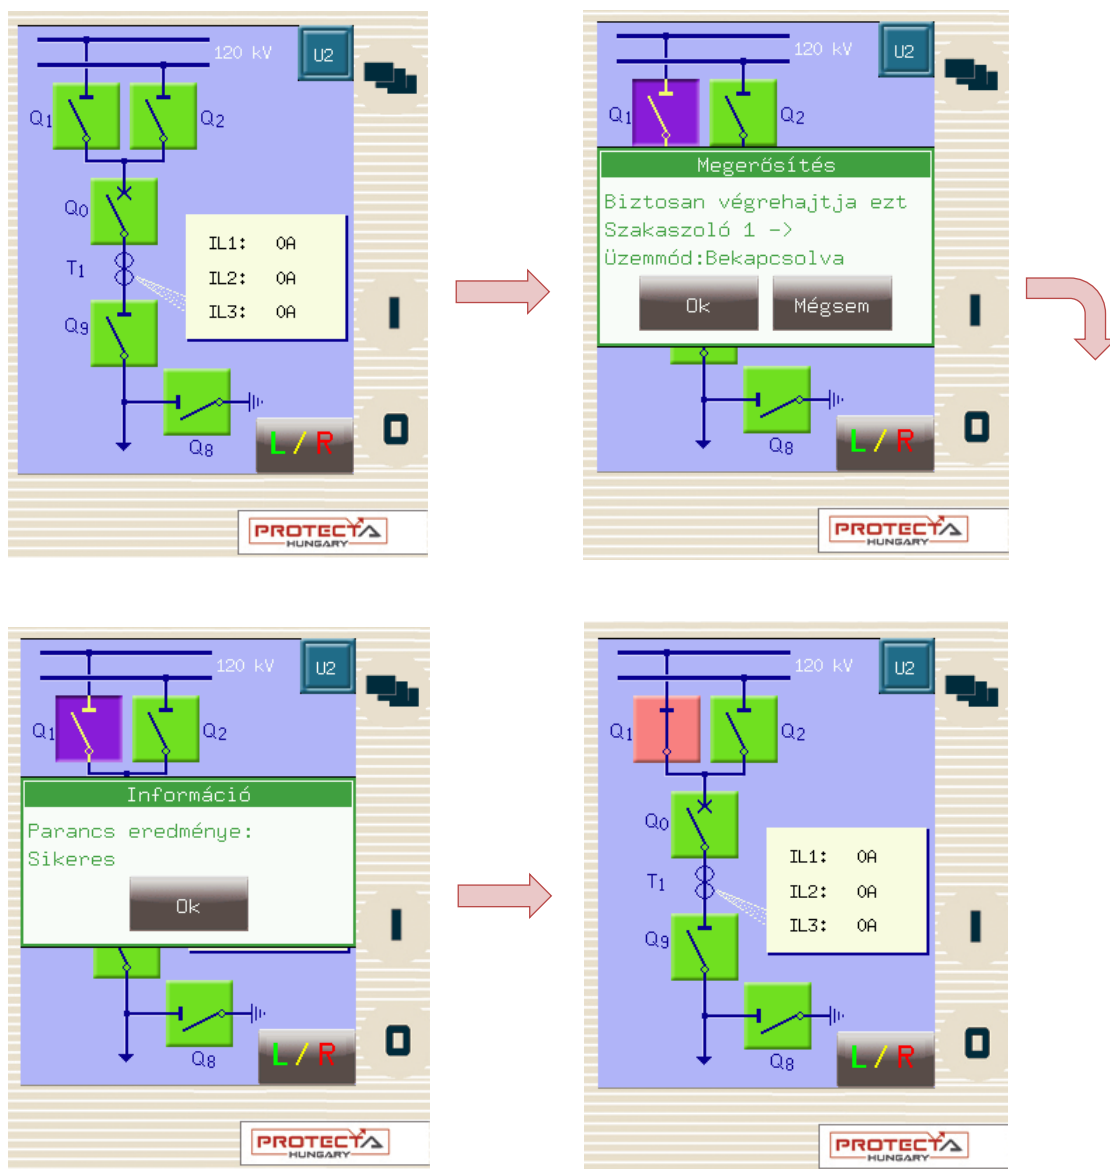 120 kV
U2
Q1
Q2
Q0
IL1: 0A
T1
IL2: 0A
Q9
IL3: 0A
Q8
L/R
PROTECTA
HUNGARY
120 kV
U2
Q1
Q2
Megerősítés
Biztosan végrehajtja ezt
Szakaszoló 1 ->
üzemmód:Bekapcsolva
Ok
Mégsem
Q8
L/R
PROTECTA
HUNGARY
120 kV
U2
Q1
Q2
Információ
Parancs eredménye:
Sikeres
Ok
Q8
L/R
PROTECTA
HUNGARY
120 kV
U2
Q1
Q2
Q0
IL1: 0A
T1
IL2: 0A
Q9
IL3: 0A
Q8
L/R
PROTECTA
HUNGARY